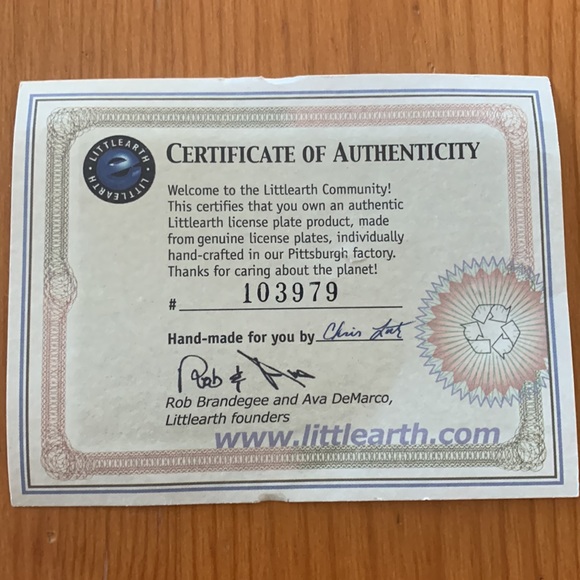 LITTLEARTH • LITTLEARTH •
CERTIFICATE OF AUTHENTICITY
Welcome to the Littlearth Community!
This certifies that you own an authentic
Littlearth license plate product, made
from genuine license plates, individually
hand-crafted in our Pittsburgh factory.
Thanks for caring about the planet!
# 103979
Hand-made for you by Chris
Rob &
Rob Brandegee and Ava DeMarco,
Littlearth founders
www.littlearth.com